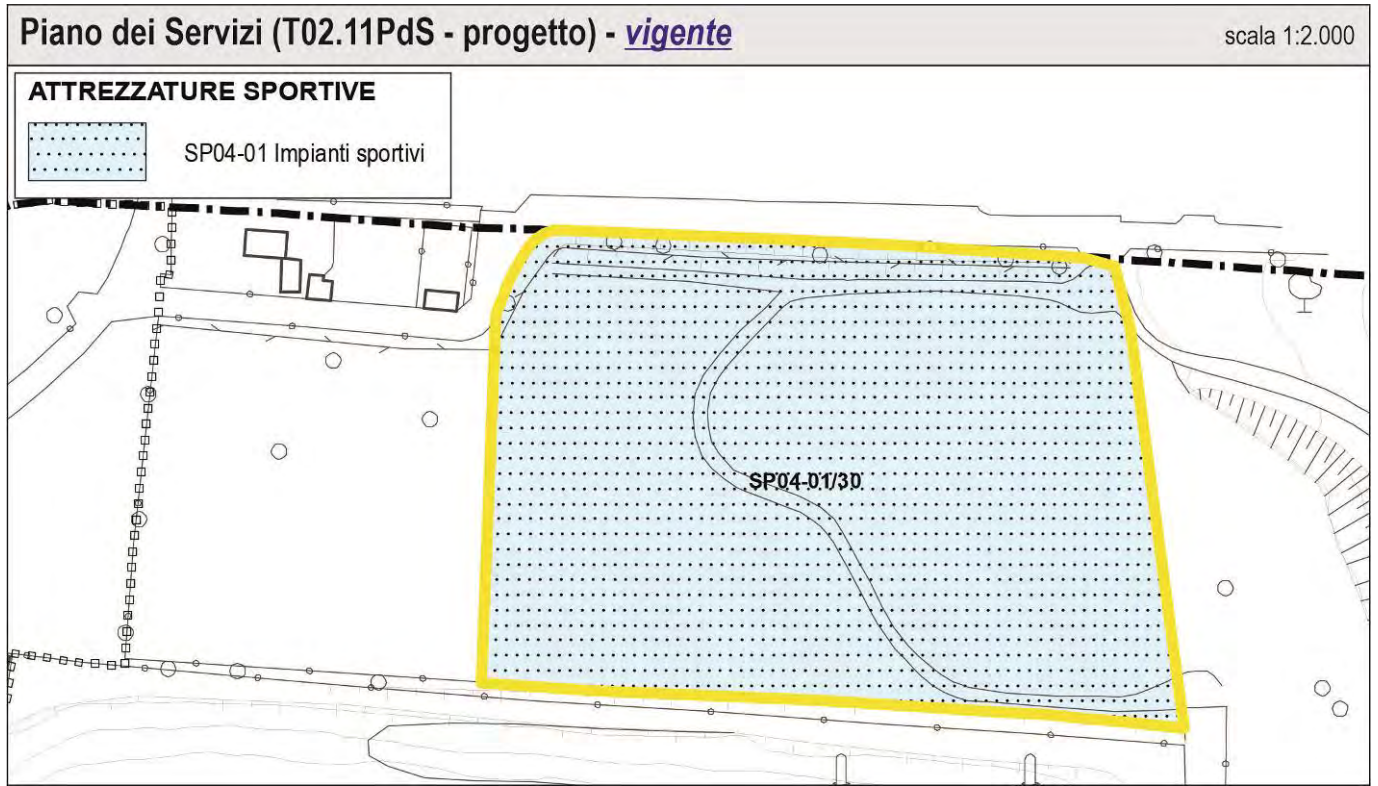 Piano dei Servizi (T02.11PdS - progetto) - vigente
scala 1:2.000
ATTREZZATURE SPORTIVE
SP04-01 Impianti sportivi
SP04-01/30